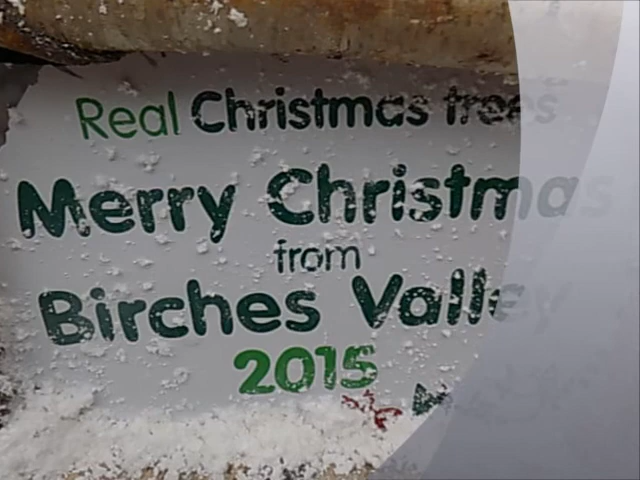 Real Christmas trees
Merry Christmas
from
Birches Valley
2015